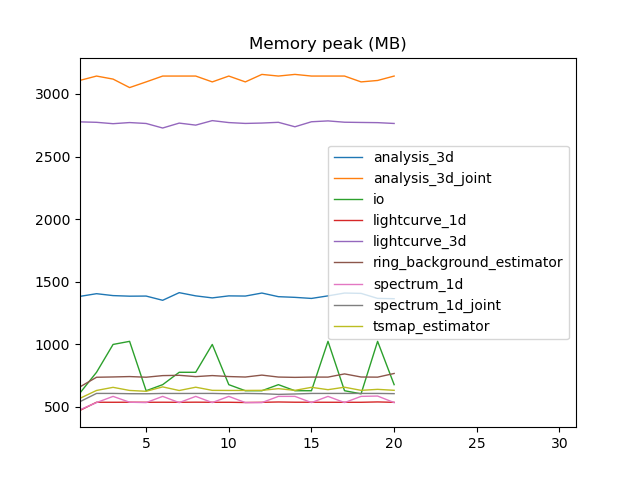 Memory peak (MB)
3000
2500
2000
1500
1000
500
analysis_3d
analysis_3d_joint
io
lightcurve_1d
lightcurve_3d
ring_background_estimator
spectrum_1d
spectrum_1d_joint
tsmap_estimator
5 10 15 20 25 30